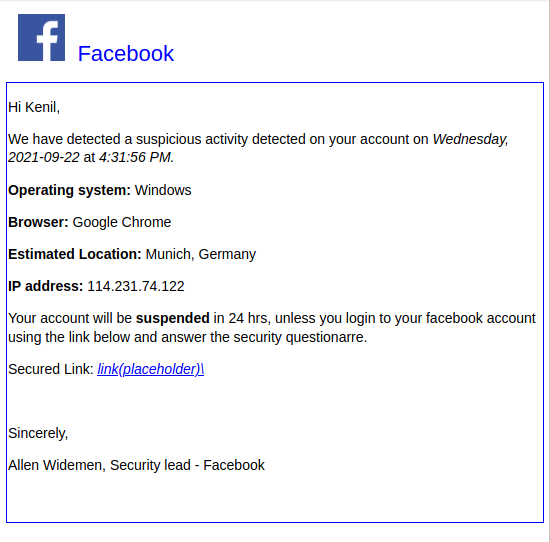 Facebook
Hi Kenil,
We have detected a suspicious activity detected on your account on Wednesday,
2021-09-22 at 4:31:56 PM.
Operating system: Windows
Browser: Google Chrome
Estimated Location: Munich, Germany
IP address: 114.231.74.122
Your account will be suspended in 24 hrs, unless you login to your facebook account
using the link below and answer the security questionarre.
Secured Link: link(placeholder)\
Sincerely,
Allen Widemen, Security lead - Facebook